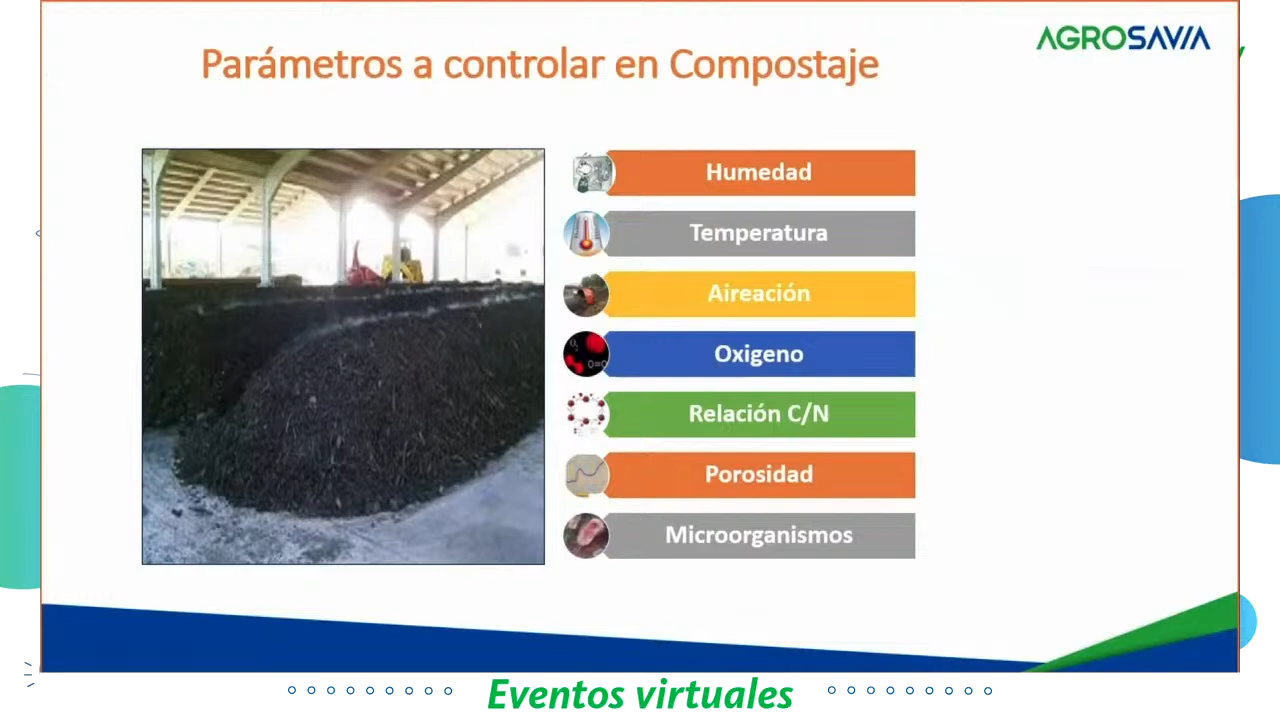 Parámetros a controlar en Compostaje
AGROSAVIA
Humedad
Temperatura
Aireación
Oxigeno
Relación C/N
Porosidad
Microorganismos
Eventos virtuales